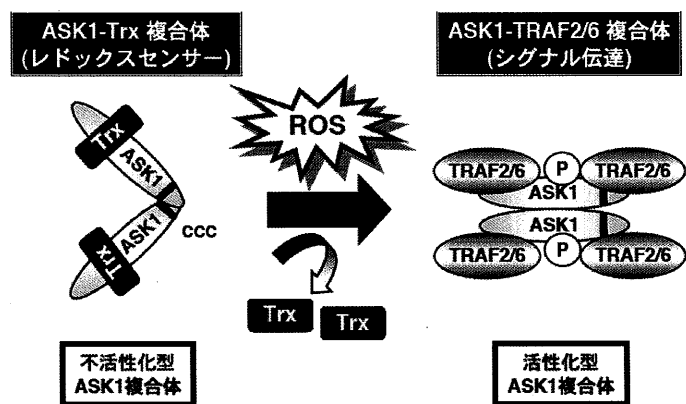 ASK1-Trx 複合体
(レドックスセンサー)
ASK1-TRAF2/6 複合体
(シグナル伝達)
ROS
Trx
ASK1
ASK1
Trx
CCC
Trx
Trx
TRAF2/6
P
TRAF2/6
ASK1
ASK1
TRAF2/6
P
TRAF2/6
不活性化型
ASK1複合体
活性化型
ASK1複合体